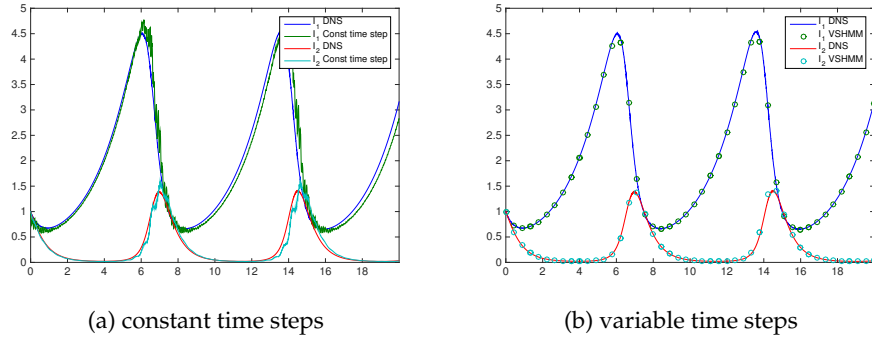 5
4.5
4
3.5
3
2.5
2
1.5
1
0.5
0
0 2 4 6 8 10 12 14 16 18
I1 DNS
I1 Const time step
I2 DNS
I2 Const time step
(a) constant time steps
5
4.5
4
3.5
3
2.5
2
1.5
1
0.5
0
0 2 4 6 8 10 12 14 16 18
I1 DNS
I1 VSHMM
I2 DNS
I2 VSHMM
(b) variable time steps